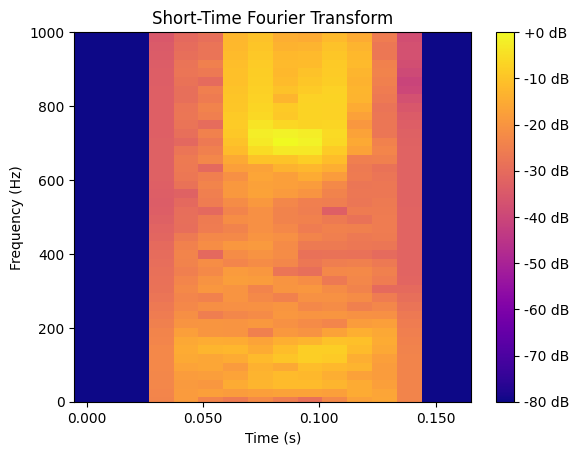 Short-Time Fourier Transform
1000
800
600
400
200
0
Frequency (Hz)
0.000
0.050
0.100
0.150
Time (s)
+0 dB
-10 dB
-20 dB
-30 dB
-40 dB
-50 dB
-60 dB
-70 dB
-80 dB